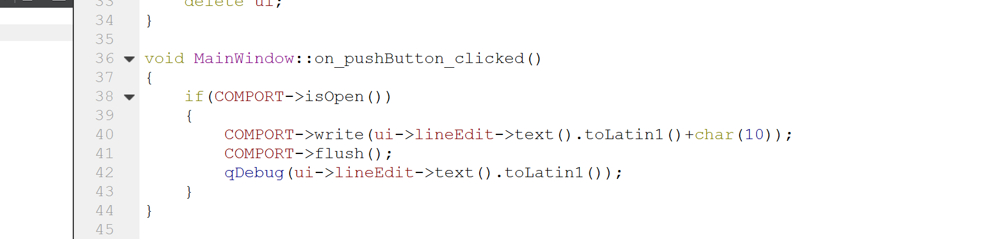 33 delete ui;
34 }
35
36 void MainWindow::on_pushButton_clicked()
37 {
38 if(COMPORT->isOpen())
39 {
40 COMPORT->write(ui->lineEdit->text().toLatin1()+char(10));
41 COMPORT->flush();
42 qDebug(ui->lineEdit->text().toLatin1());
43 }
44 }
45